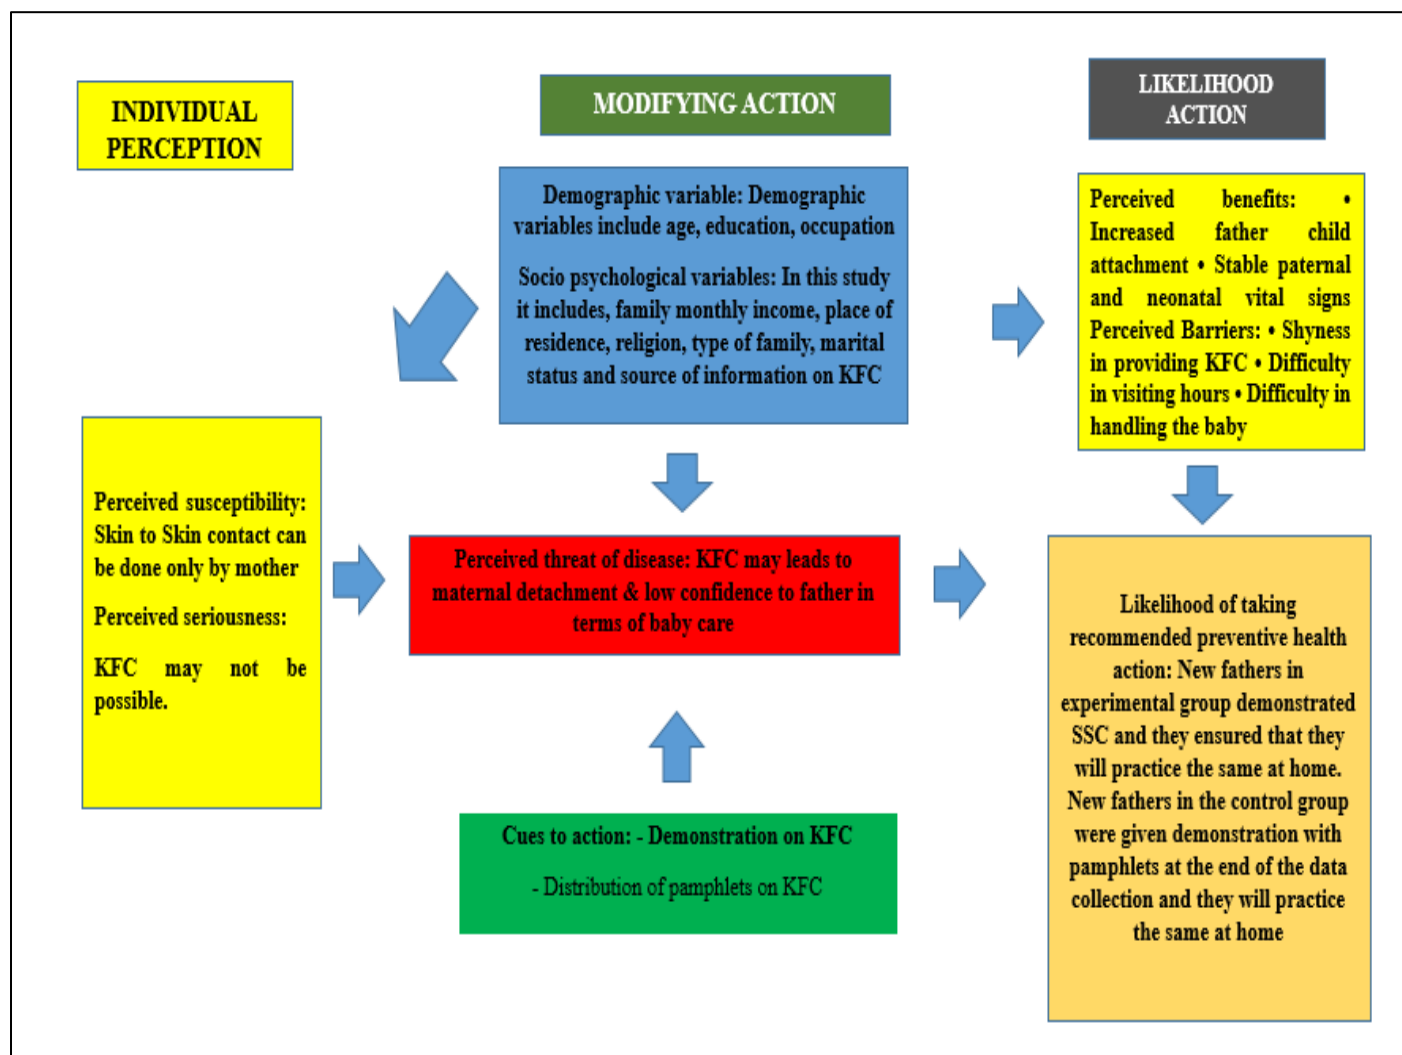 INDIVIDUAL
PERCEPTION
MODIFYING ACTION
LIKELIHOOD
ACTION
Demographic variable: Demographic
variables include age, education, occupation
Socio psychological variables: In this study
it includes, family monthly income, place of
residence, religion, type of family, marital
status and source of information on KFC
Perceived benefits: •
Increased father child
attachment • Stable paternal
and neonatal vital signs
Perceived Barriers: • Shyness
in providing KFC • Difficulty
in visiting hours • Difficulty in
handling the baby
Perceived susceptibility:
Skin to Skin contact can
be done only by mother
Perceived seriousness:
KFC may not be
possible.
Perceived threat of disease: KFC may leads to
maternal detachment & low confidence to father in
terms of baby care
Likelihood of taking
recommended preventive health
action: New fathers in
experimental group demonstrated
SSC and they ensured that they
will practice the same at home.
New fathers in the control group
were given demonstration with
pamphlets at the end of the data
collection and they will practice
the same at home
Cues to action: - Demonstration on KFC
- Distribution of pamphlets on KFC